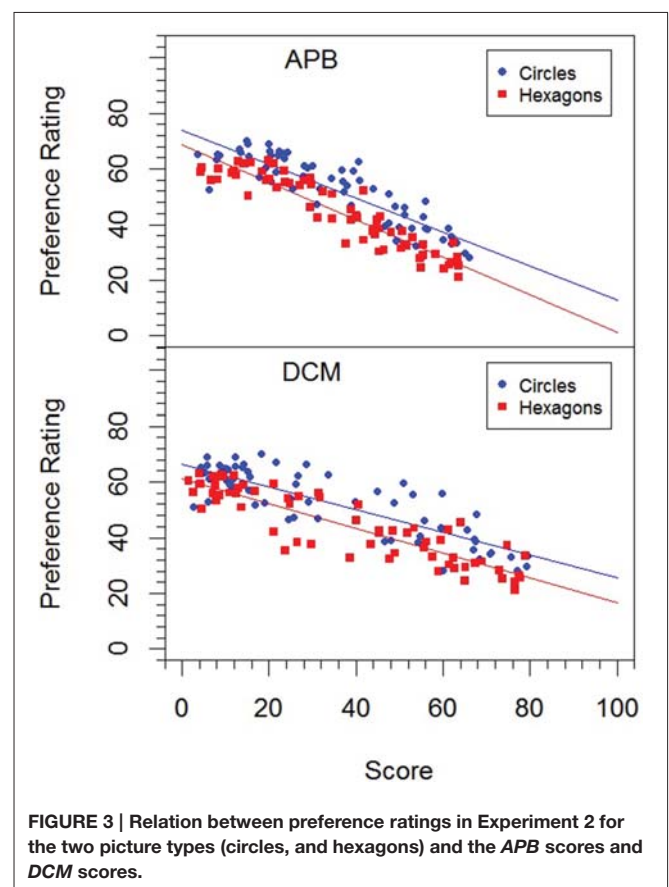 APB
Circles
Hexagons
Preference Rating
80
60
40
20
0
DCM
Circles
Hexagons
Preference Rating
80
60
40
20
0
0 20 40 60 80 100
Score
FIGURE 3 | Relation between preference ratings in Experiment 2 for
the two picture types (circles, and hexagons) and the APB scores and
DCM scores.